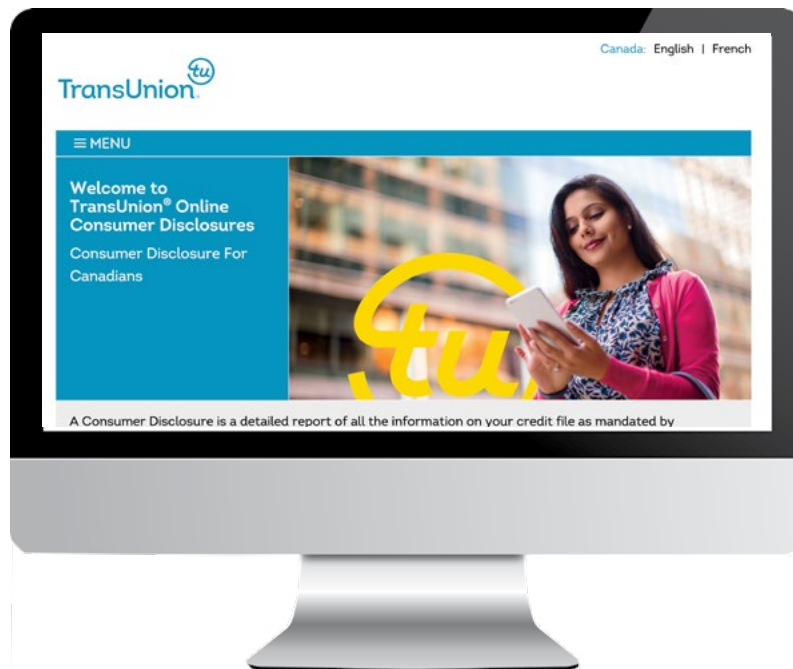 Canada: English | French
tu
TransUnion.
≡ MENU
Welcome to
TransUnion® Online
Consumer Disclosures
Consumer Disclosure For
Canadians
tu
A Consumer Disclosure is a detailed report of all the information on your credit file as mandated by